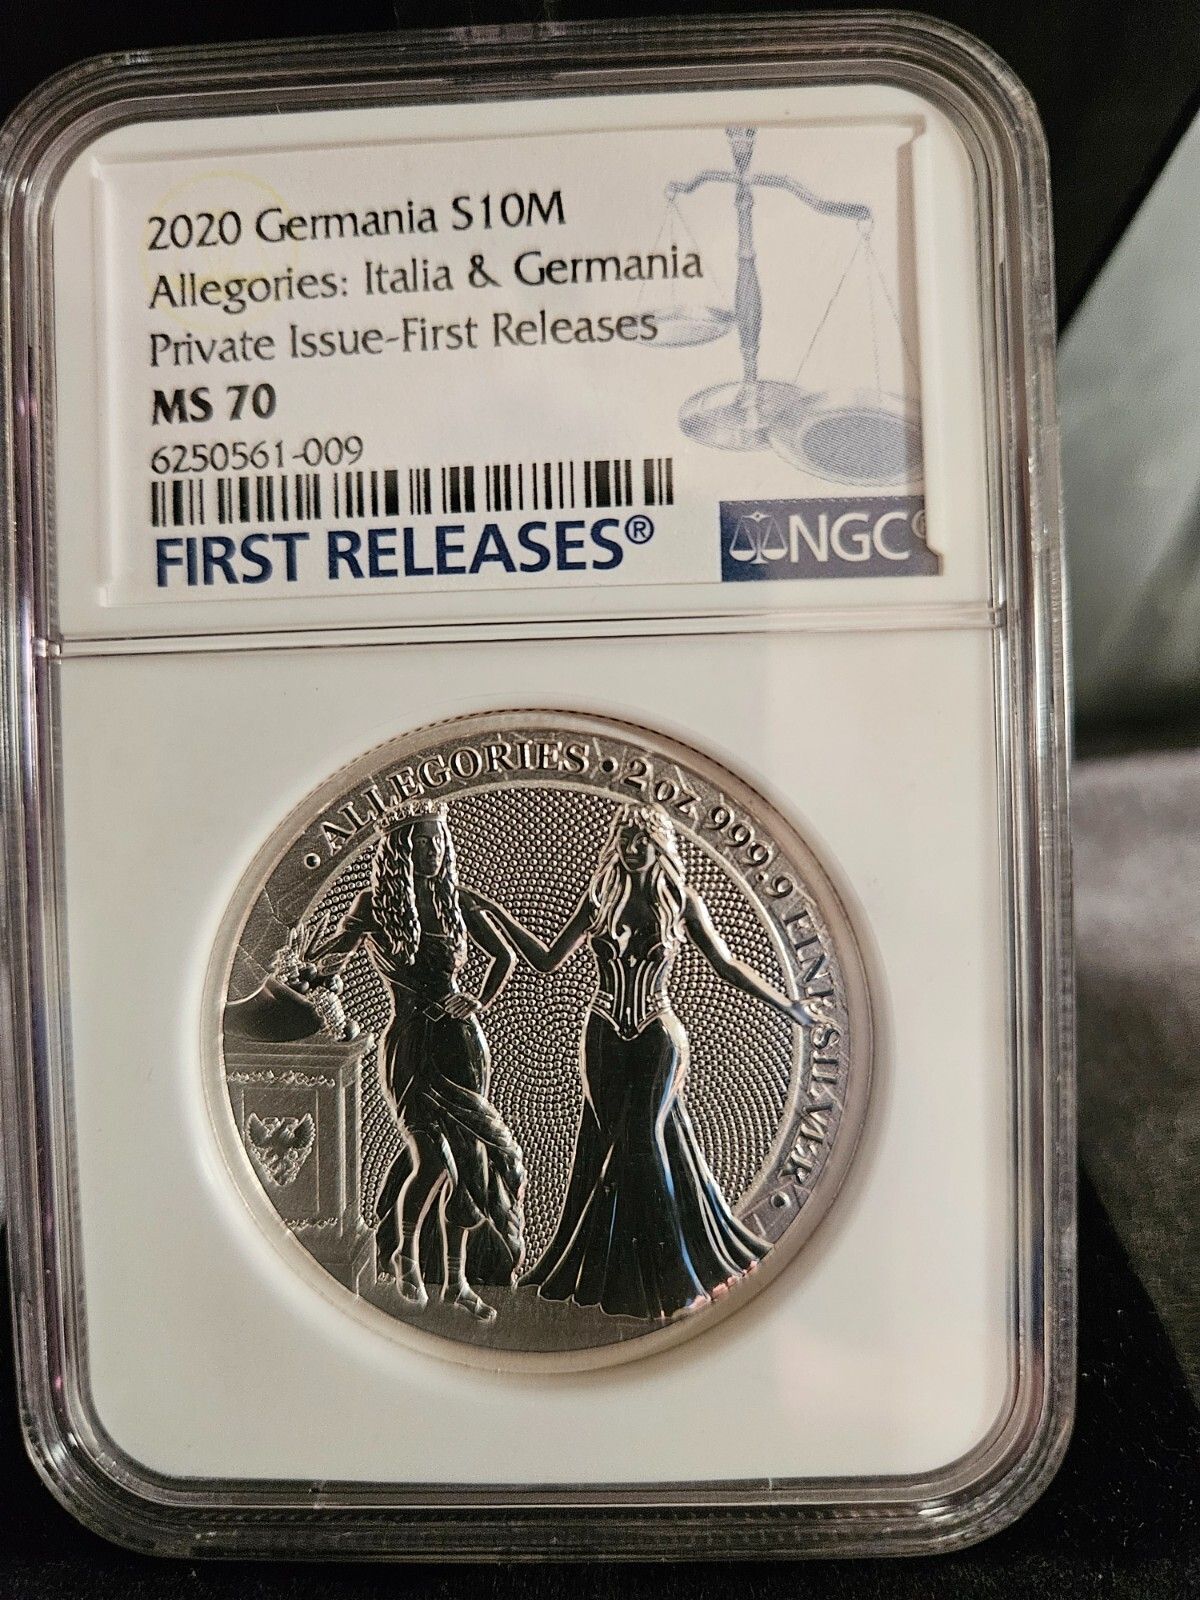 2020 Germania S10M
Allegories: Italia & Germania
Private Issue-First Releases
MS 70
6250561-009
FIRST RELEASES®
NGC®
• ALLEGORIES • 2 oz 999.9 FINE SILVER •